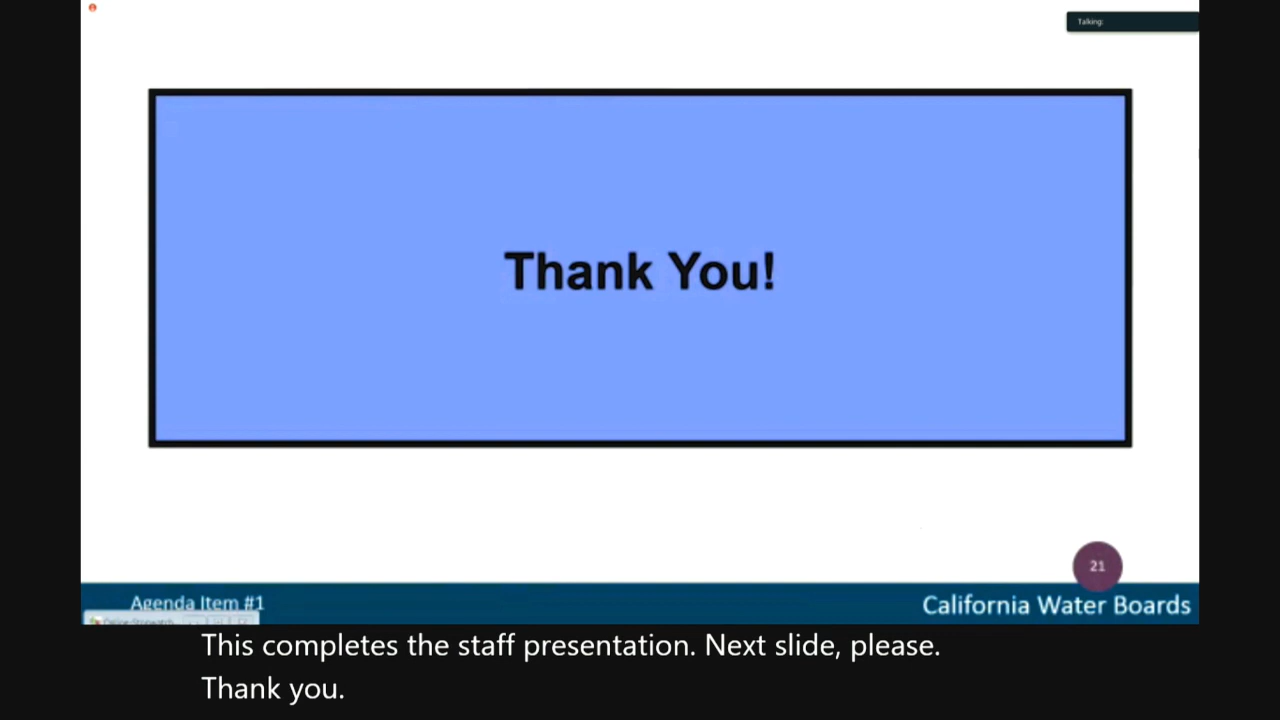 Talking:
Thank You!
21
Agenda Item #1
California Water Boards
This completes the staff presentation. Next slide, please.
Thank you.